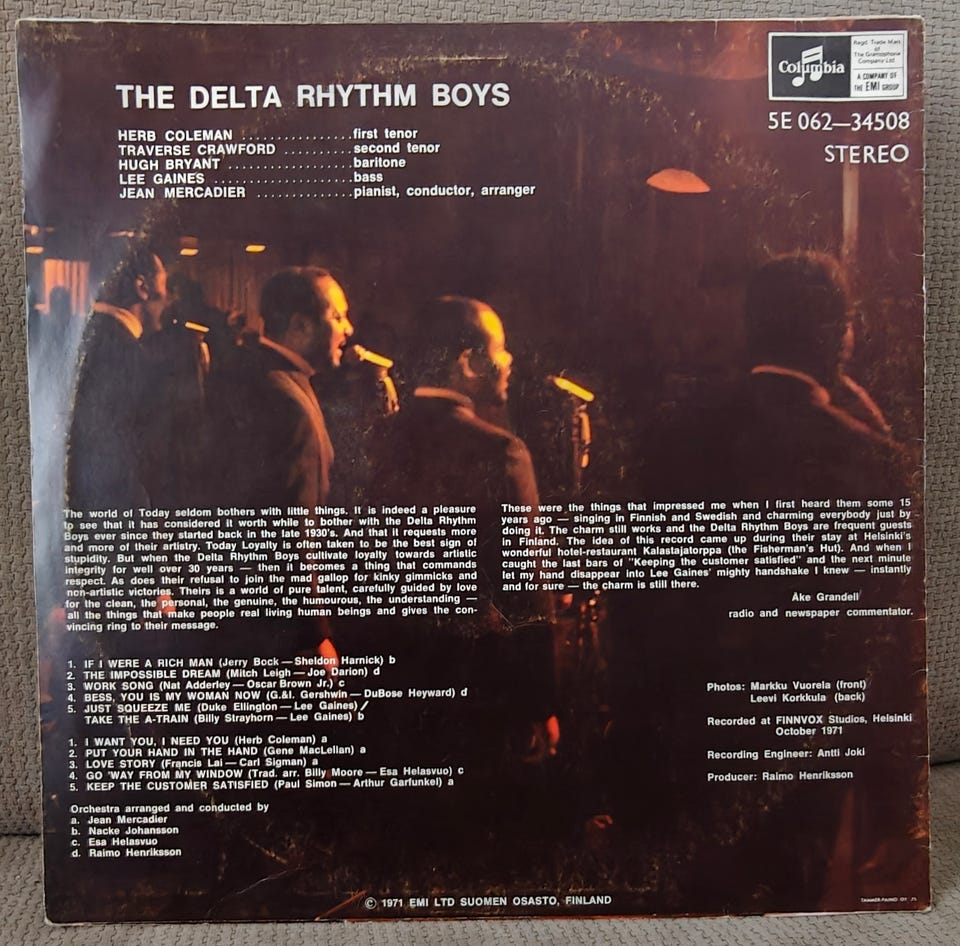 Columbia
Regd. Trade Mark
of
The Gramophone
Company Ltd.
A COMPANY OF
THE EMI GROUP
5E 062—34508
STEREO
THE DELTA RHYTHM BOYS
HERB COLEMAN ................first tenor
TRAVERSE CRAWFORD ..........second tenor
HUGH BRYANT ..................baritone
LEE GAINES ....................bass
JEAN MERCADIER ..............pianist, conductor, arranger
The world of Today seldom bothers with little things. It is indeed a pleasure
to see that it has considered it worth while to bother with the Delta Rhythm
Boys ever since they started back in the late 1930's. And that it requests more
and more of their artistry. Today Loyalty is often taken to be the best sign of
stupidity. But when the Delta Rhythm Boys cultivate loyalty towards artistic
integrity for well over 30 years — then it becomes a thing that commands
respect. As does their refusal to join the mad gallop for kinky gimmicks and
non-artistic victories. Theirs is a world of pure talent, carefully guided by love
for the clean, the personal, the genuine, the humourous, the understanding —
all the things that make people real living human beings and gives the con-
vincing ring to their message.
These were the things that impressed me when I first heard them some 15
years ago — singing in Finnish and Swedish and charming everybody just by
doing it. The charm still works and the Delta Rhythm Boys are frequent guests
in Finland. The idea of this record came up during their stay at Helsinki's
wonderful hotel-restaurant Kalastajatorppa (the Fisherman's Hut). And when I
caught the last bars of "Keeping the customer satisfied" and the next minute
let my hand disappear into Lee Gaines' mighty handshake I knew — instantly
and for sure — the charm is still there.
Åke Grandell
radio and newspaper commentator.
1. IF I WERE A RICH MAN (Jerry Bock — Sheldon Harnick) b
2. THE IMPOSSIBLE DREAM (Mitch Leigh — Joe Darion) d
3. WORK SONG (Nat Adderley — Oscar Brown Jr.) c
4. BESS, YOU IS MY WOMAN NOW (G.&I. Gershwin — DuBose Heyward) d
5. JUST SQUEEZE ME (Duke Ellington — Lee Gaines) /
TAKE THE A-TRAIN (Billy Strayhorn — Lee Gaines) b
1. I WANT YOU, I NEED YOU (Herb Coleman) a
2. PUT YOUR HAND IN THE HAND (Gene MacLellan) a
3. LOVE STORY (Francis Lai — Carl Sigman) a
4. GO 'WAY FROM MY WINDOW (Trad. arr. Billy Moore — Esa Helasvuo) c
5. KEEP THE CUSTOMER SATISFIED (Paul Simon — Arthur Garfunkel) a
Orchestra arranged and conducted by
a. Jean Mercadier
b. Nacke Johansson
c. Esa Helasvuo
d. Raimo Henriksson
Photos: Markku Vuorela (front)
Leevi Korkkula (back)
Recorded at FINNVOX Studios, Helsinki
October 1971
Recording Engineer: Antti Joki
Producer: Raimo Henriksson
© 1971 EMI LTD SUOMEN OSASTO, FINLAND